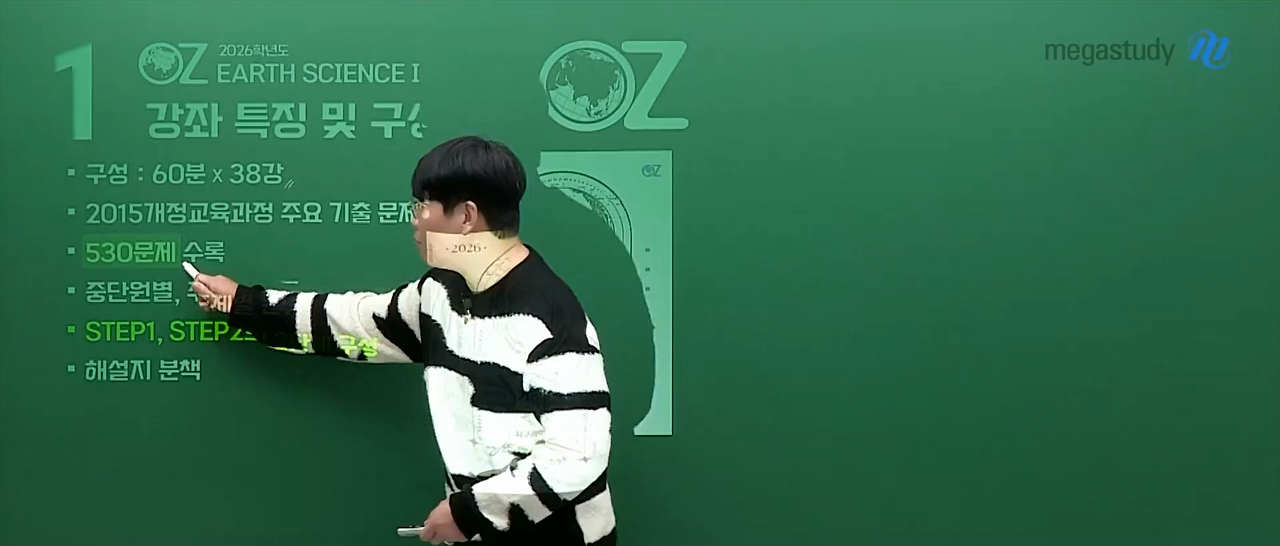 megastudy
1
OZ 2026학년도
EARTH SCIENCE I
강좌 특징 및
OZ
구성 : 60분 x 38강
2015개정교육과정 주요 기출 문제
530문제 수록
중단원별,
STEP1, STEP2
구성
해설지 분책
OZ
2026